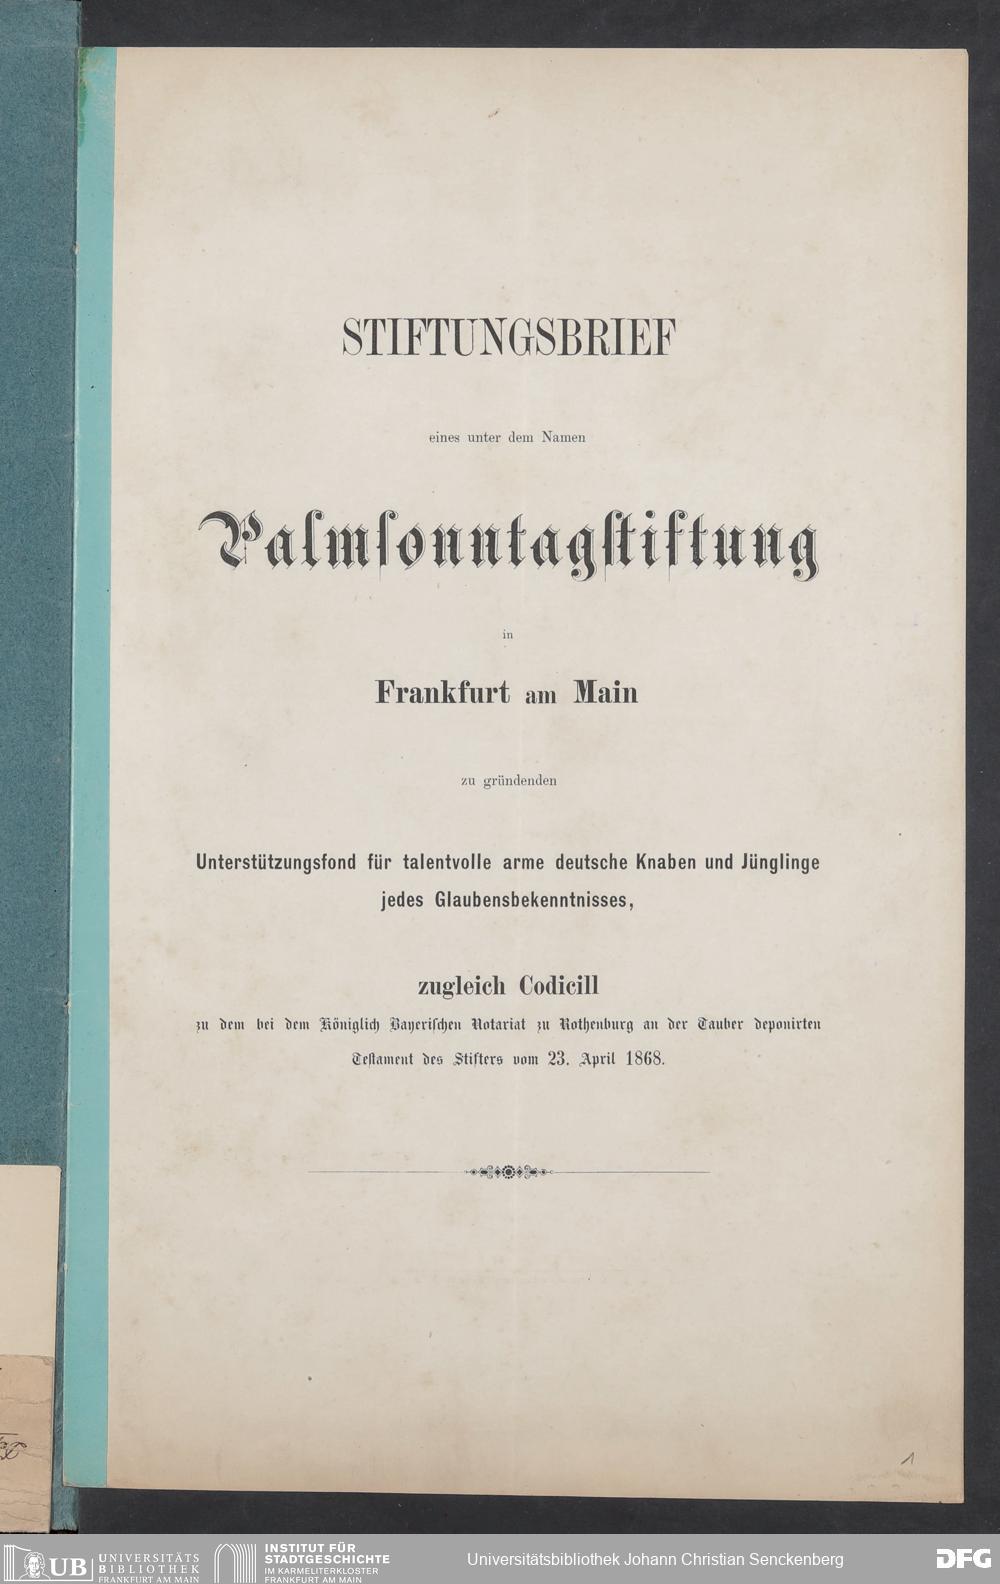 STIFTUNGSBRIEF
eines unter dem Namen
Palmsonntagstiftung
in
Frankfurt am Main
zu gründenden
Unterstützungsfond für talentvolle arme deutsche Knaben und Jünglinge
jedes Glaubensbekenntnisses,
zugleich Codicill
zu dem bei dem Königlich Bayerischen Notariat zu Rothenburg an der Tauber deponirten
Testament des Stifters vom 23. April 1868.
1
UB
UNIVERSITÄTS
BIBLIOTHEK
FRANKFURT AM MAIN
INSTITUT FÜR
STADTGESCHICHTE
IM KARMELITERKLOSTER
FRANKFURT AM MAIN
Universitätsbibliothek Johann Christian Senckenberg
DFG